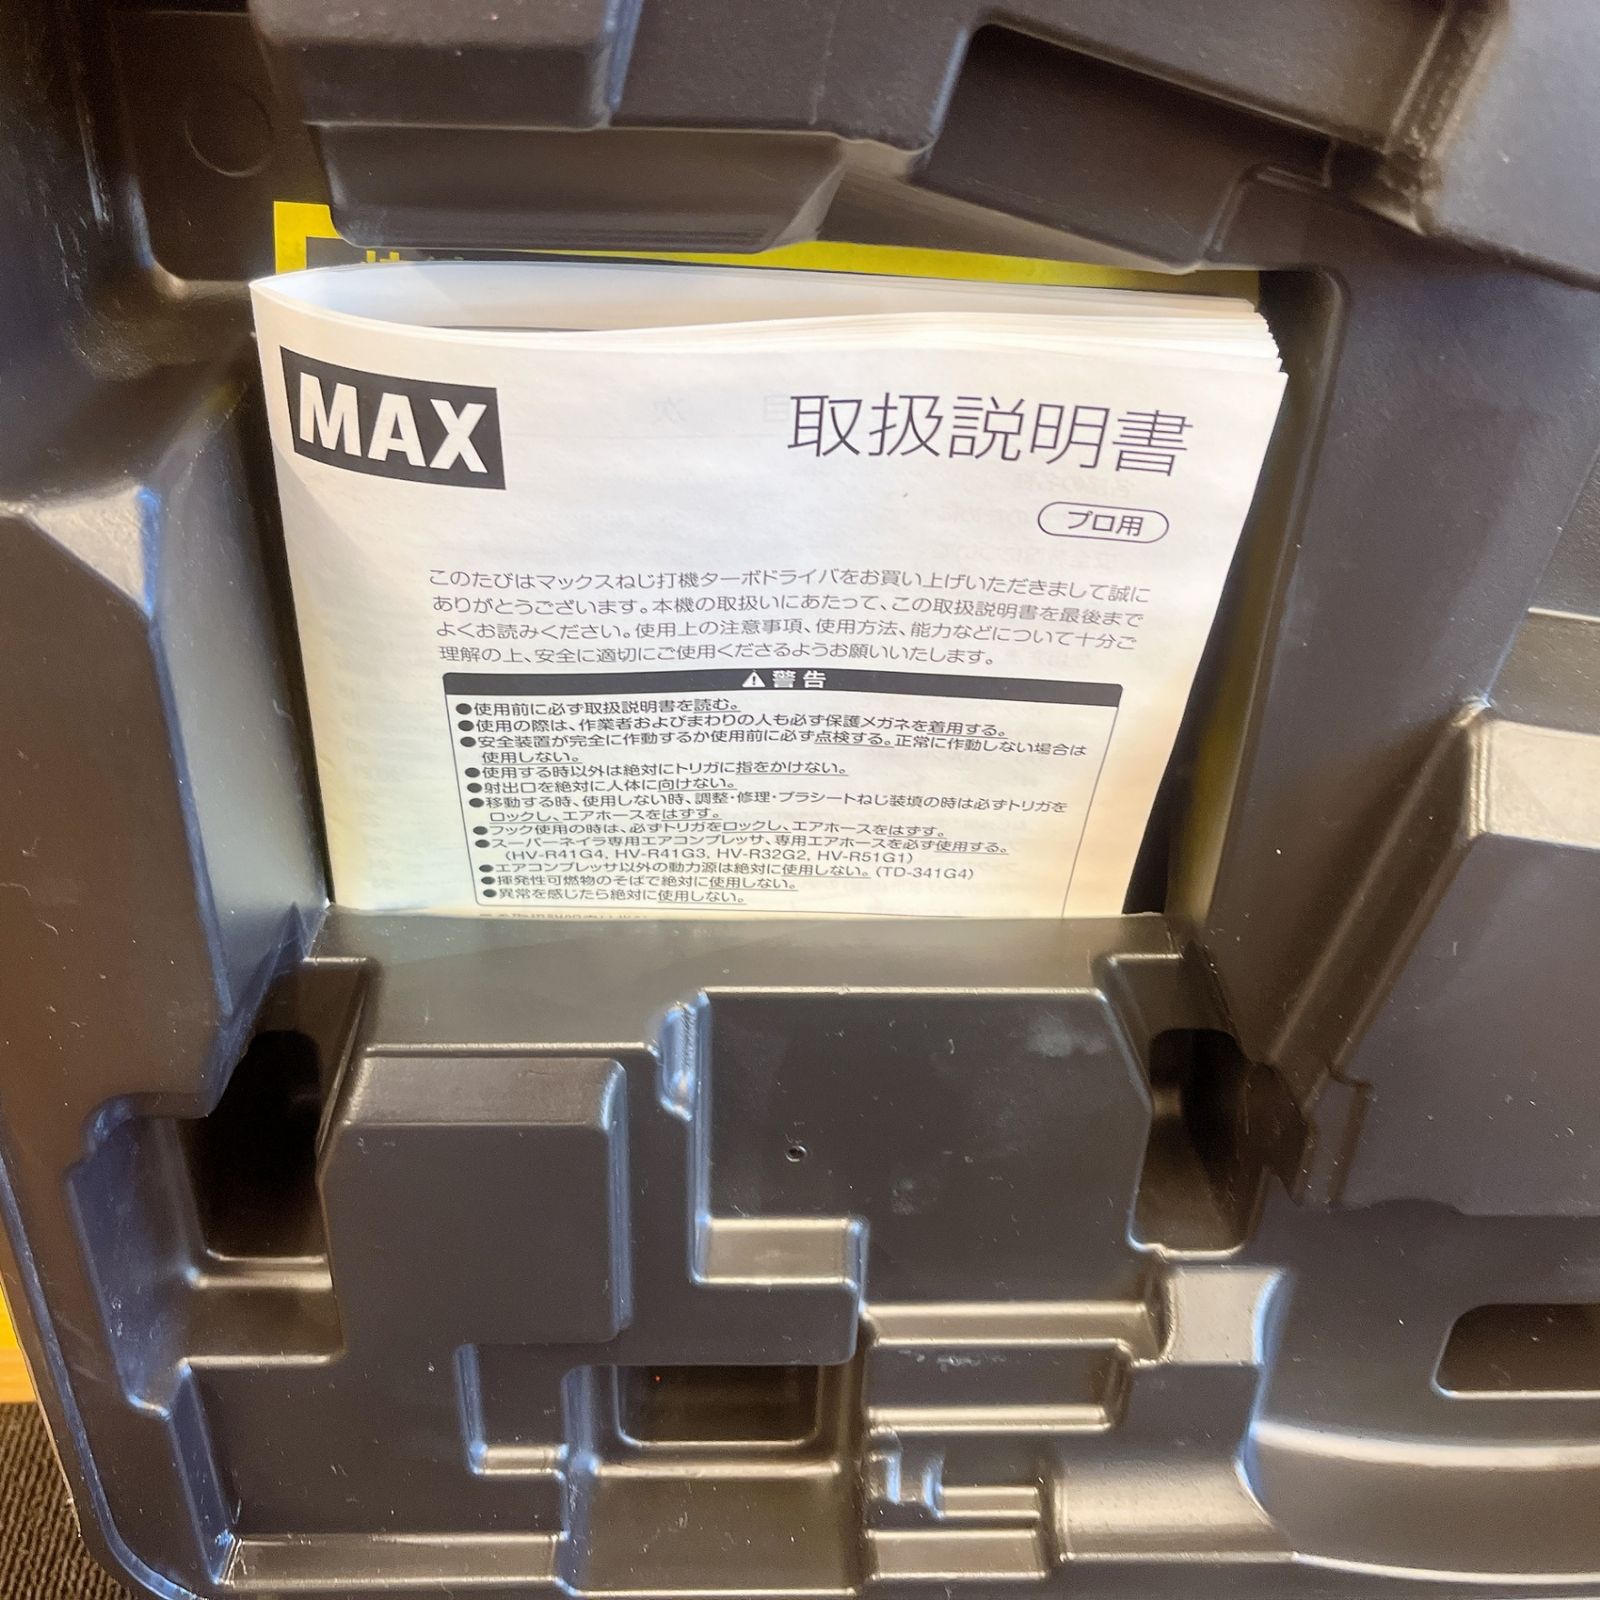 MAX
取扱説明書
プロ用
このたびはマックスねじ打機ターボドライバをお買い上げいただきまして誠に
ありがとうございます。本機の取扱いにあたって、この取扱説明書を最後まで
よくお読みください。使用上の注意事項、使用方法、能力などについて十分ご
理解の上、安全に適切にご使用くださるようお願いいたします。
⚠警告
●使用前に必ず取扱説明書を読む。
●使用の際は、作業者およびまわりの人も必ず保護メガネを着用する。
●安全装置が完全に作動するか使用前に必ず点検する。正常に作動しない場合は
使用しない。
●使用する時以外は絶対にトリガに指をかけない。
●射出口を絶対に人体に向けない。
●移動する時、使用しない時、調整・修理・プラシートねじ装填の時は必ずトリガを
ロックし、エアホースをはずす。
●フック使用の時は、必ずトリガをロックし、エアホースをはずす。
●スーパーネイラ専用エアコンプレッサ、専用エアホースを必ず使用する。
(HV-R41G4, HV-R41G3, HV-R32G2, HV-R51G1)
●エアコンプレッサ以外の動力源は絶対に使用しない。(TD-341G4)
●揮発性可燃物のそばで絶対に使用しない。
●異常を感じたら絶対に使用しない。